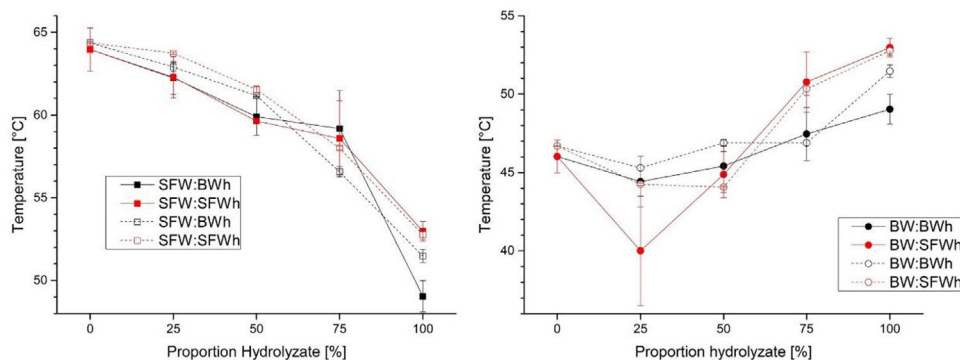 65
60
55
50
Temperature [°C]
0 25 50 75 100
Proportion Hydrolyzate [%]
SFW:BWh
SFW:SFWh
SFW:BWh
SFW:SFWh
55
50
45
40
Temperature [°C]
0 25 50 75 100
Proportion hydrolyzate [%]
BW:BWh
BW:SFWh
BW:BWh
BW:SFWh